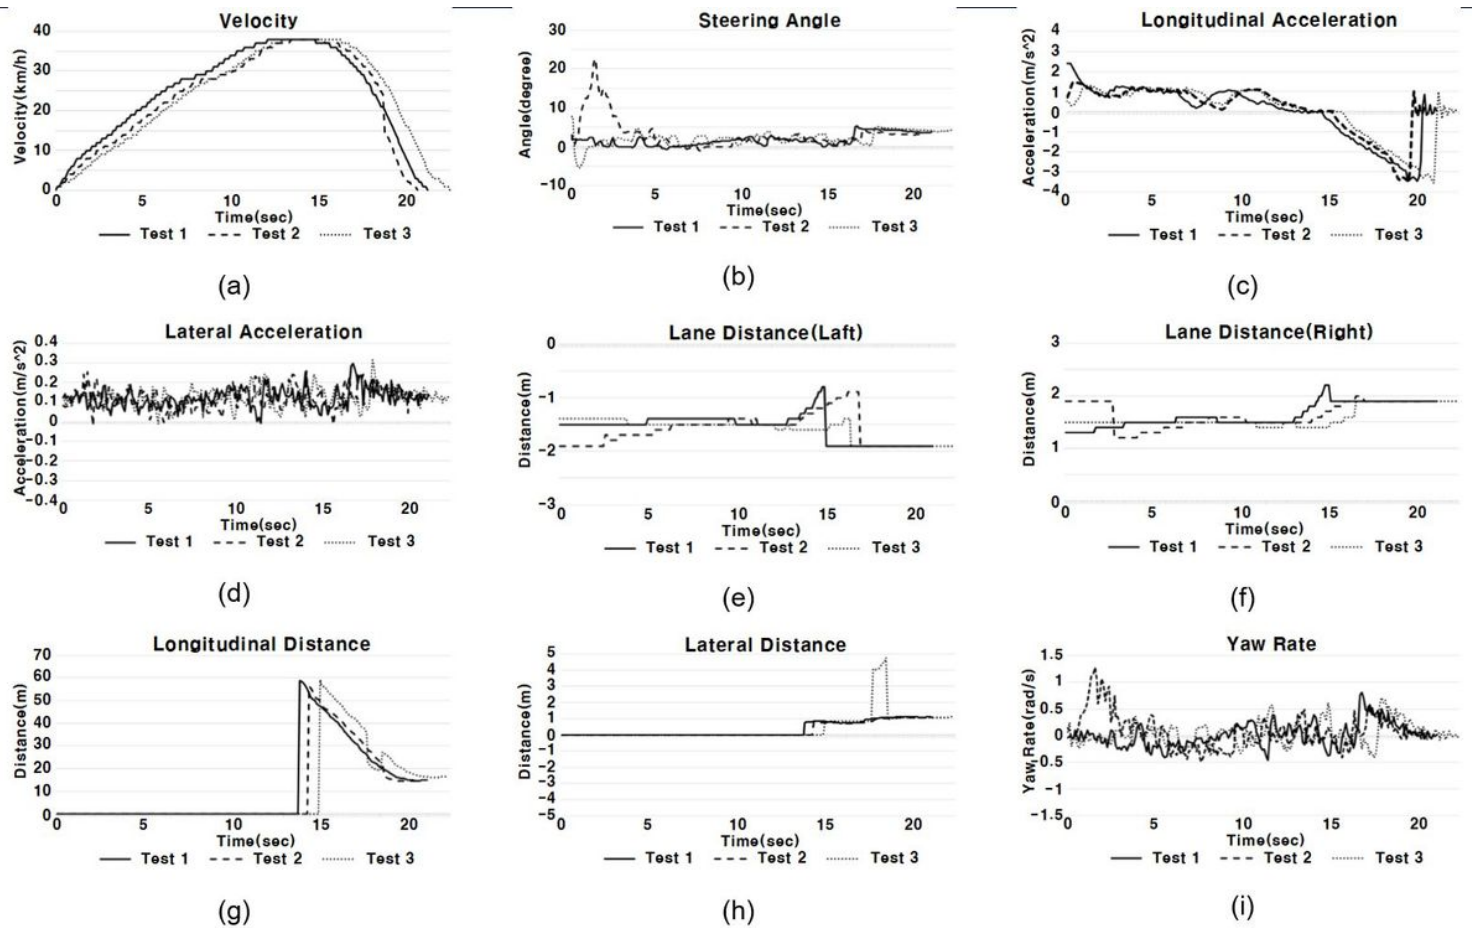 Velocity
Velocity(km/h)
40
30
20
10
0
0 5 10 15 20
Time(sec)
Test 1 Test 2 Test 3
(a)
Steering Angle
Angle(degree)
30
20
10
0
−10
0 5 10 15 20
Time(sec)
Test 1 Test 2 Test 3
(b)
Longitudinal Acceleration
Acceleration(m/s^2)
4
3
2
1
0
−1
−2
−3
−4
0 5 10 15 20
Time(sec)
Test 1 Test 2 Test 3
(c)
Lateral Acceleration
Acceleration(m/s^2)
0.4
0.3
0.2
0.1
0
−0.1
−0.2
−0.3
−0.4
0 5 10 15 20
Time(sec)
Test 1 Test 2 Test 3
(d)
Lane Distance(Left)
Distance(m)
0
−1
−2
−3
0 5 10 15 20
Time(sec)
Test 1 Test 2 Test 3
(e)
Lane Distance(Right)
Distance(m)
3
2
1
0
0 5 10 15 20
Time(sec)
Test 1 Test 2 Test 3
(f)
Longitudinal Distance
Distance(m)
70
60
50
40
30
20
10
0
0 5 10 15 20
Time(sec)
Test 1 Test 2 Test 3
(g)
Lateral Distance
Distance(m)
5
4
3
2
1
0
−1
−2
−3
−4
−5
0 5 10 15 20
Time(sec)
Test 1 Test 2 Test 3
(h)
Yaw Rate
Yaw Rate(rad/s)
1.5
1
0.5
0
−0.5
−1
−1.5
0 5 10 15 20
Time(sec)
Test 1 Test 2 Test 3
(i)